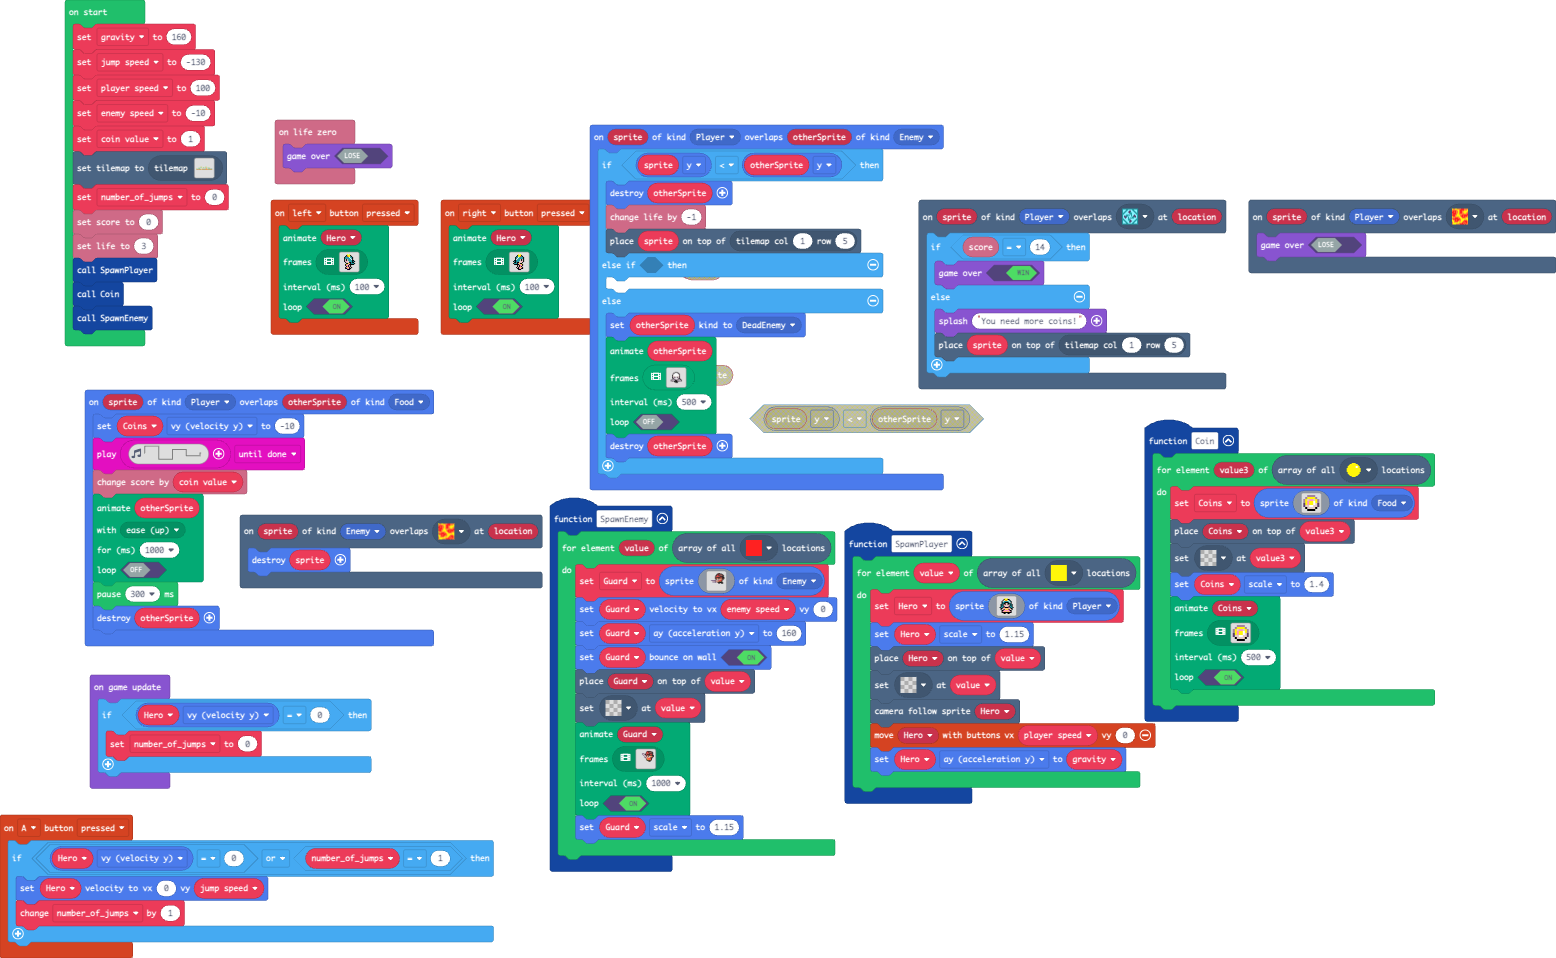 on start
set gravity to 160
set jump speed to -130
set player speed to 100
set enemy speed to -10
set coin value to 1
set tilemap to tilemap
set number_of_jumps to 0
set score to 0
set life to 3
call SpawnPlayer
call Coin
call SpawnEnemy
on life zero
game over LOSE
on left button pressed
animate Hero
frames
interval (ms) 100
loop ON
on right button pressed
animate Hero
frames
interval (ms) 100
loop ON
on sprite of kind Player overlaps otherSprite of kind Enemy
if sprite y < otherSprite y then
destroy otherSprite
change life by -1
place sprite on top of tilemap col 1 row 5
else if then
else
set otherSprite kind to DeadEnemy
animate otherSprite
frames
te
interval (ms) 500
loop OFF
destroy otherSprite
sprite y < otherSprite y
on sprite of kind Player overlaps at location
if score = 14 then
game over WIN
else
splash "You need more coins!"
place sprite on top of tilemap col 1 row 5
on sprite of kind Player overlaps at location
game over LOSE
on sprite of kind Player overlaps otherSprite of kind Food
set Coins vy (velocity y) to -10
play until done
change score by coin value
animate otherSprite
with ease (up)
for (ms) 1000
loop OFF
pause 300 ms
destroy otherSprite
on sprite of kind Enemy overlaps at location
destroy sprite
on game update
if Hero vy (velocity y) = 0 then
set number_of_jumps to 0
on A button pressed
if Hero vy (velocity y) = 0 or number_of_jumps = 1 then
set Hero velocity to vx 0 vy jump speed
change number_of_jumps by 1
function SpawnEnemy
for element value of array of all locations
do
set Guard to sprite of kind Enemy
set Guard velocity to vx enemy speed vy 0
set Guard ay (acceleration y) to 160
set Guard bounce on wall ON
place Guard on top of value
set at value
animate Guard
frames
interval (ms) 1000
loop ON
set Guard scale to 1.15
function SpawnPlayer
for element value of array of all locations
do
set Hero to sprite of kind Player
set Hero scale to 1.15
place Hero on top of value
set at value
camera follow sprite Hero
move Hero with buttons vx player speed vy 0
set Hero ay (acceleration y) to gravity
function Coin
for element value3 of array of all locations
do
set Coins to sprite of kind Food
place Coins on top of value3
set at value3
set Coins scale to 1.4
animate Coins
frames
interval (ms) 500
loop ON